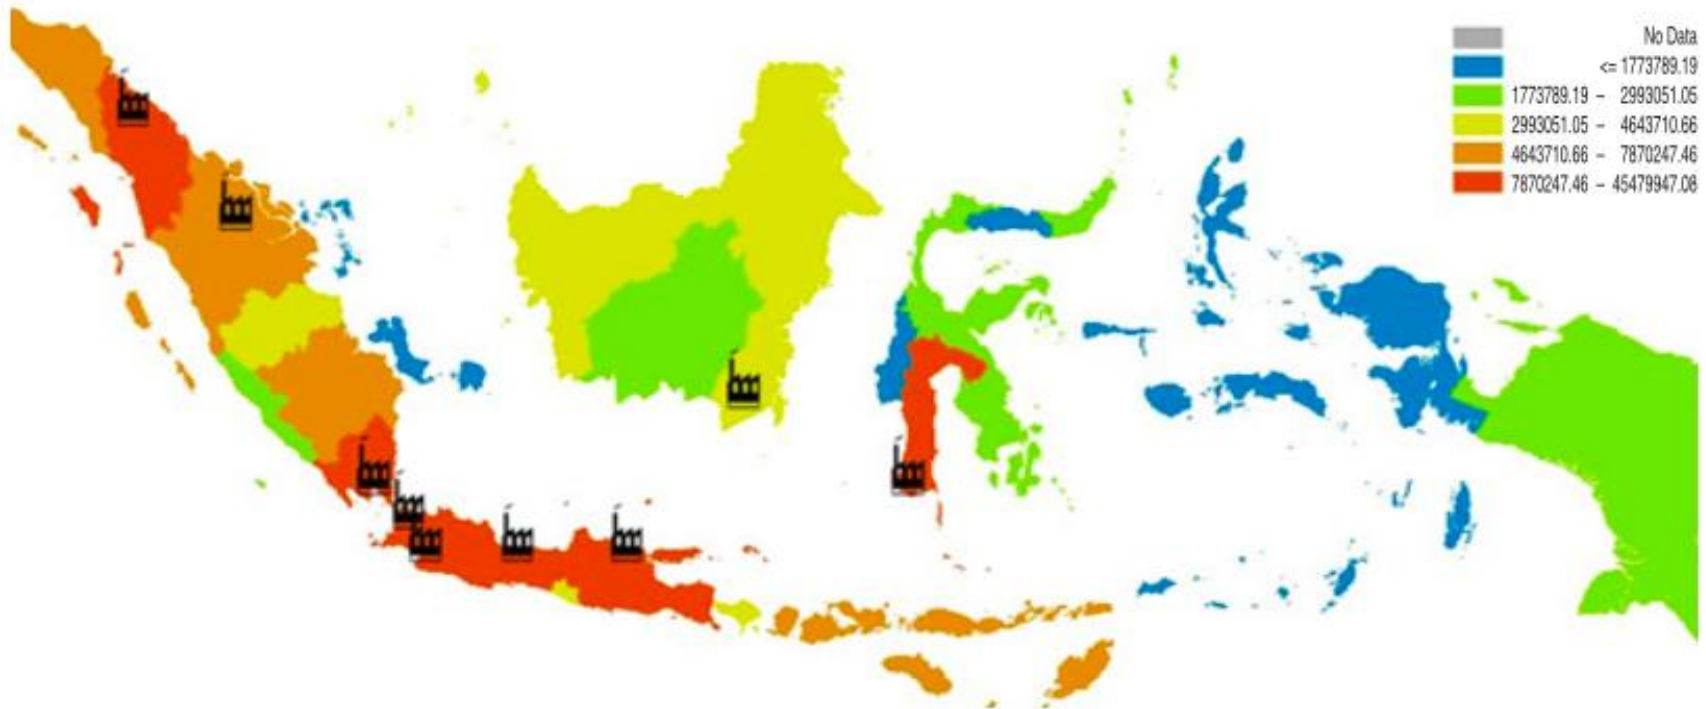 No Data
<= 1773789.19
1773789.19 – 2993051.05
2993051.05 – 4643710.66
4643710.66 – 7870247.46
7870247.46 – 45479947.08